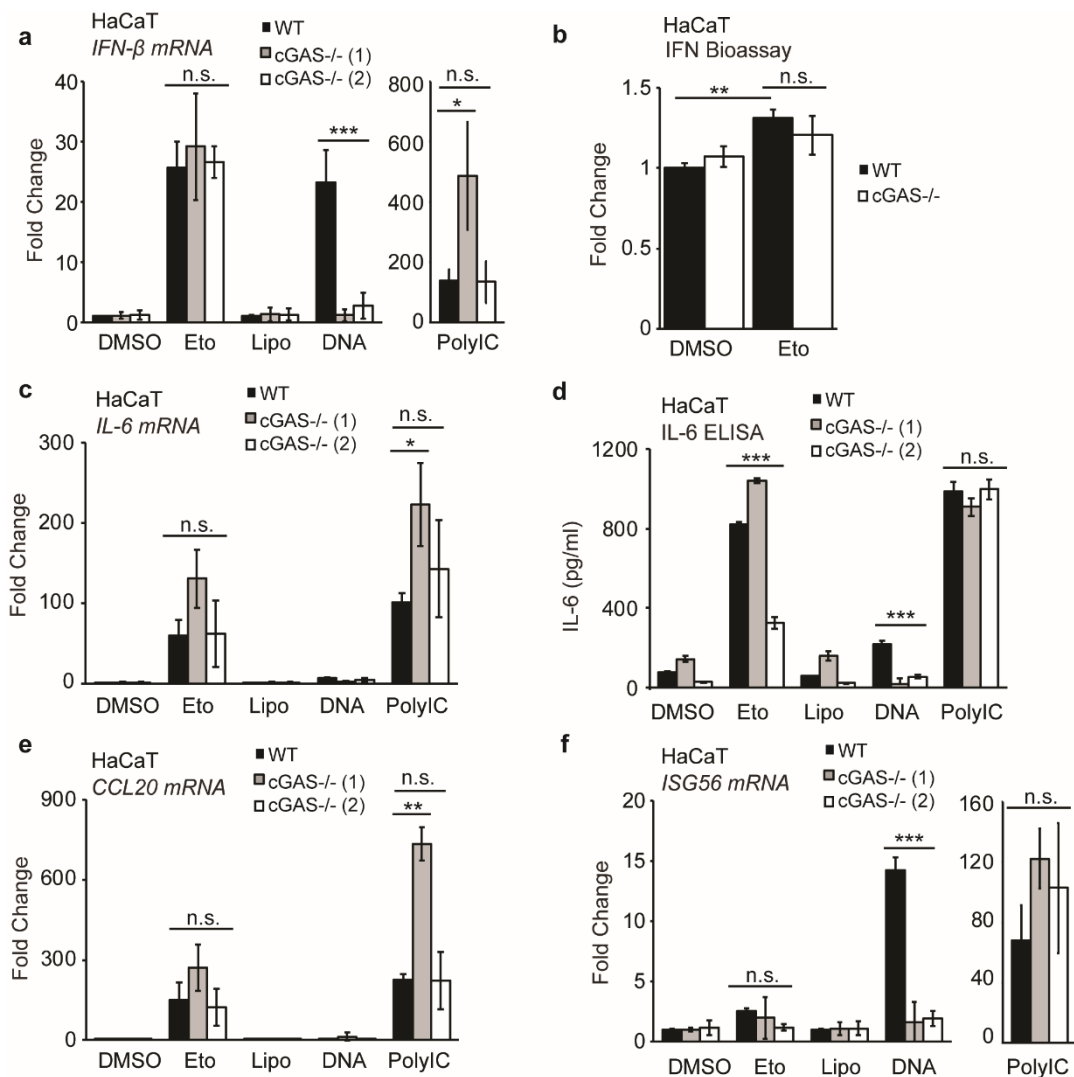 a
HaCaT
IFN-β mRNA
WT
cGAS-/- (1)
cGAS-/- (2)
Fold Change
40
30
20
10
0
n.s.
***
DMSO Eto Lipo DNA
800
600
400
200
0
n.s.
*
PolyIC
b
HaCaT
IFN Bioassay
Fold Change
1.5
1
0.5
0
**
n.s.
WT
cGAS-/-
DMSO Eto
c
HaCaT
IL-6 mRNA
WT
cGAS-/- (1)
cGAS-/- (2)
Fold Change
300
200
100
0
n.s.
n.s.
*
DMSO Eto Lipo DNA PolyIC
d
HaCaT
IL-6 ELISA
WT
cGAS-/- (1)
cGAS-/- (2)
IL-6 (pg/ml)
1200
800
400
0
***
***
n.s.
DMSO Eto Lipo DNA PolyIC
e
HaCaT
CCL20 mRNA
WT
cGAS-/- (1)
cGAS-/- (2)
Fold Change
900
600
300
0
n.s.
n.s.
**
DMSO Eto Lipo DNA PolyIC
f
HaCaT
ISG56 mRNA
WT
cGAS-/- (1)
cGAS-/- (2)
Fold Change
20
15
10
5
0
n.s.
***
DMSO Eto Lipo DNA
160
120
80
40
0
n.s.
PolyIC